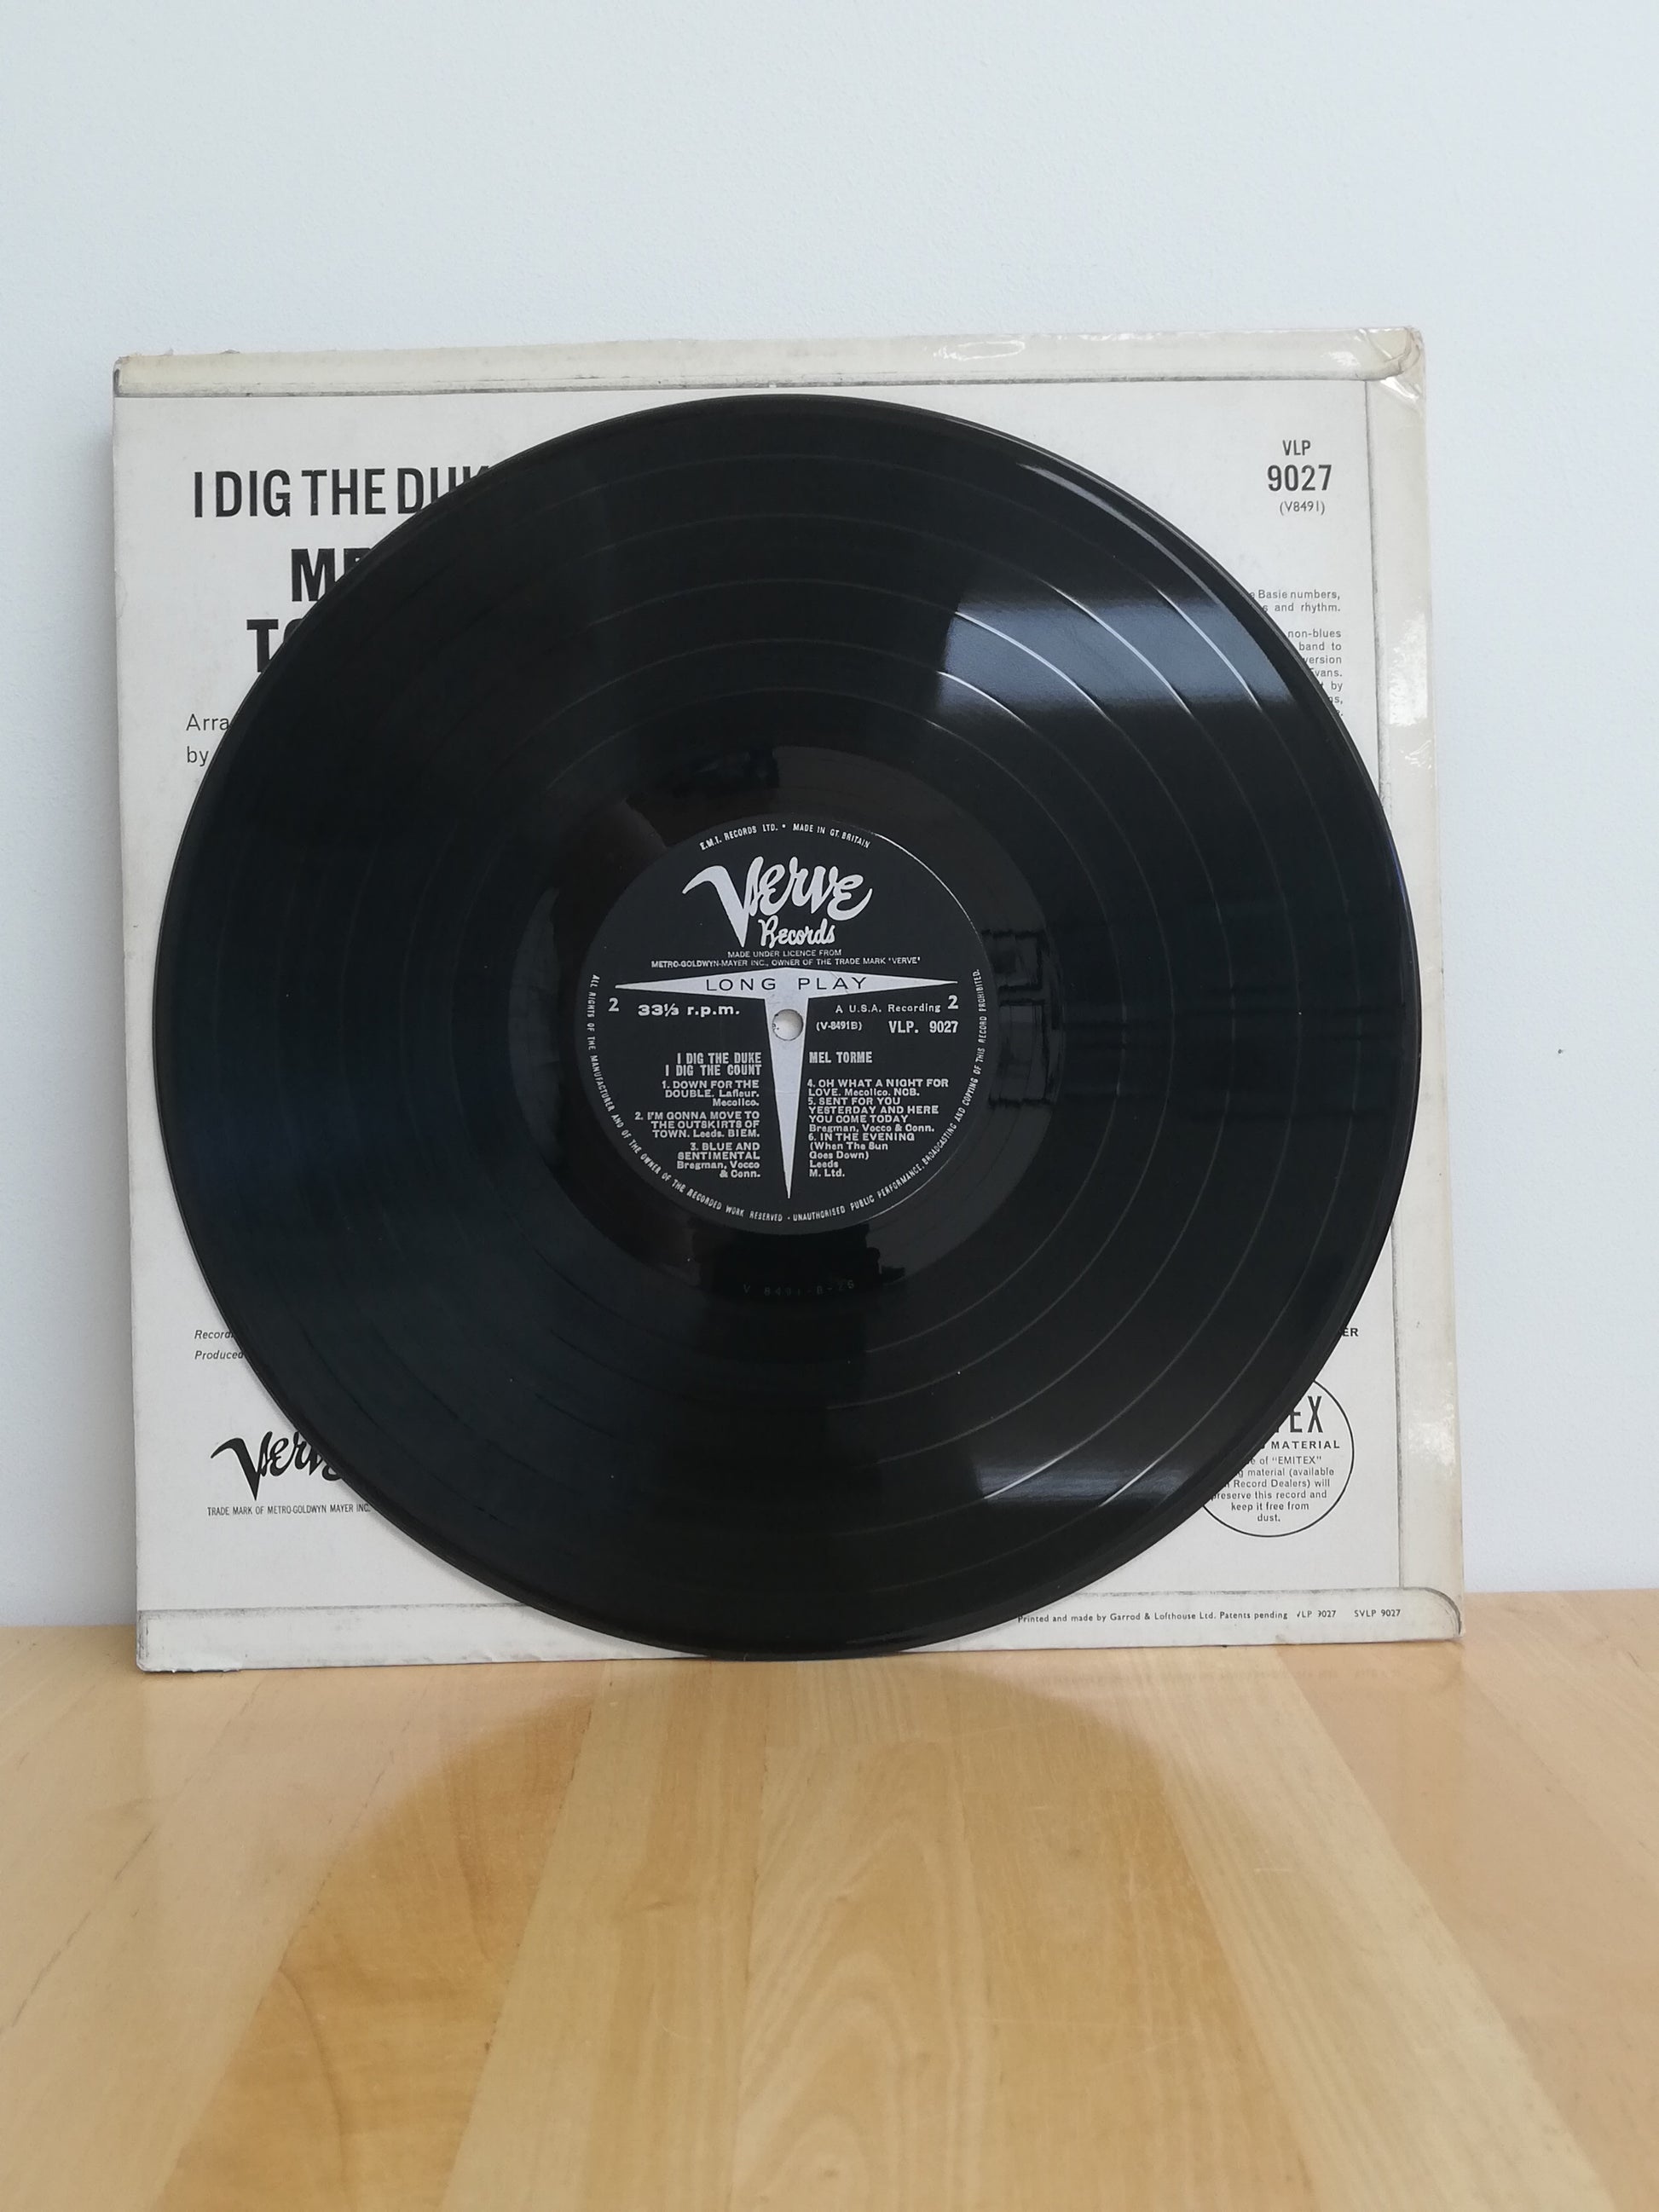 I DIG THE DUK
VLP
9027
(V8491)
Basie numbers,
and rhythm.
non-blues
band to
version
Evans.
by
Arra
by
E.M.I. RECORDS LTD. • MADE IN GT. BRITAIN
Verve
Records
MADE UNDER LICENCE FROM
METRO-GOLDWYN-MAYER INC., OWNER OF THE TRADE MARK 'VERVE'
LONG PLAY
2 33⅓ r.p.m.
A U.S.A. Recording 2
(V-8491B) VLP. 9027
I DIG THE DUKE
I DIG THE COUNT
1. DOWN FOR THE
DOUBLE. Lafleur.
Mecolico.
2. I'M GONNA MOVE TO
THE OUTSKIRTS OF
TOWN. Leeds. BIEM.
3. BLUE AND
SENTIMENTAL
Bregman, Vocco
& Conn.
MEL TORME
4. OH WHAT A NIGHT FOR
LOVE. Mecolico. NCB.
5. SENT FOR YOU
YESTERDAY AND HERE
YOU COME TODAY
Bregman, Vocco & Conn.
6. IN THE EVENING
(When The Sun
Goes Down)
Leeds
M. Ltd.
ALL RIGHTS OF THE MANUFACTURER AND OF THE OWNER OF THE RECORDED WORK RESERVED • UNAUTHORISED PUBLIC PERFORMANCE, BROADCASTING AND COPYING OF THIS RECORD PROHIBITED.
Record
Produced
Verve
TRADE MARK OF METRO-GOLDWYN MAYER INC.
ER
EX
MATERIAL
of "EMITEX"
material (available
Record Dealers) will
preserve this record and
keep it free from
dust.
Printed and made by Garrod & Lofthouse Ltd. Patents pending VLP 9027 SVLP 9027